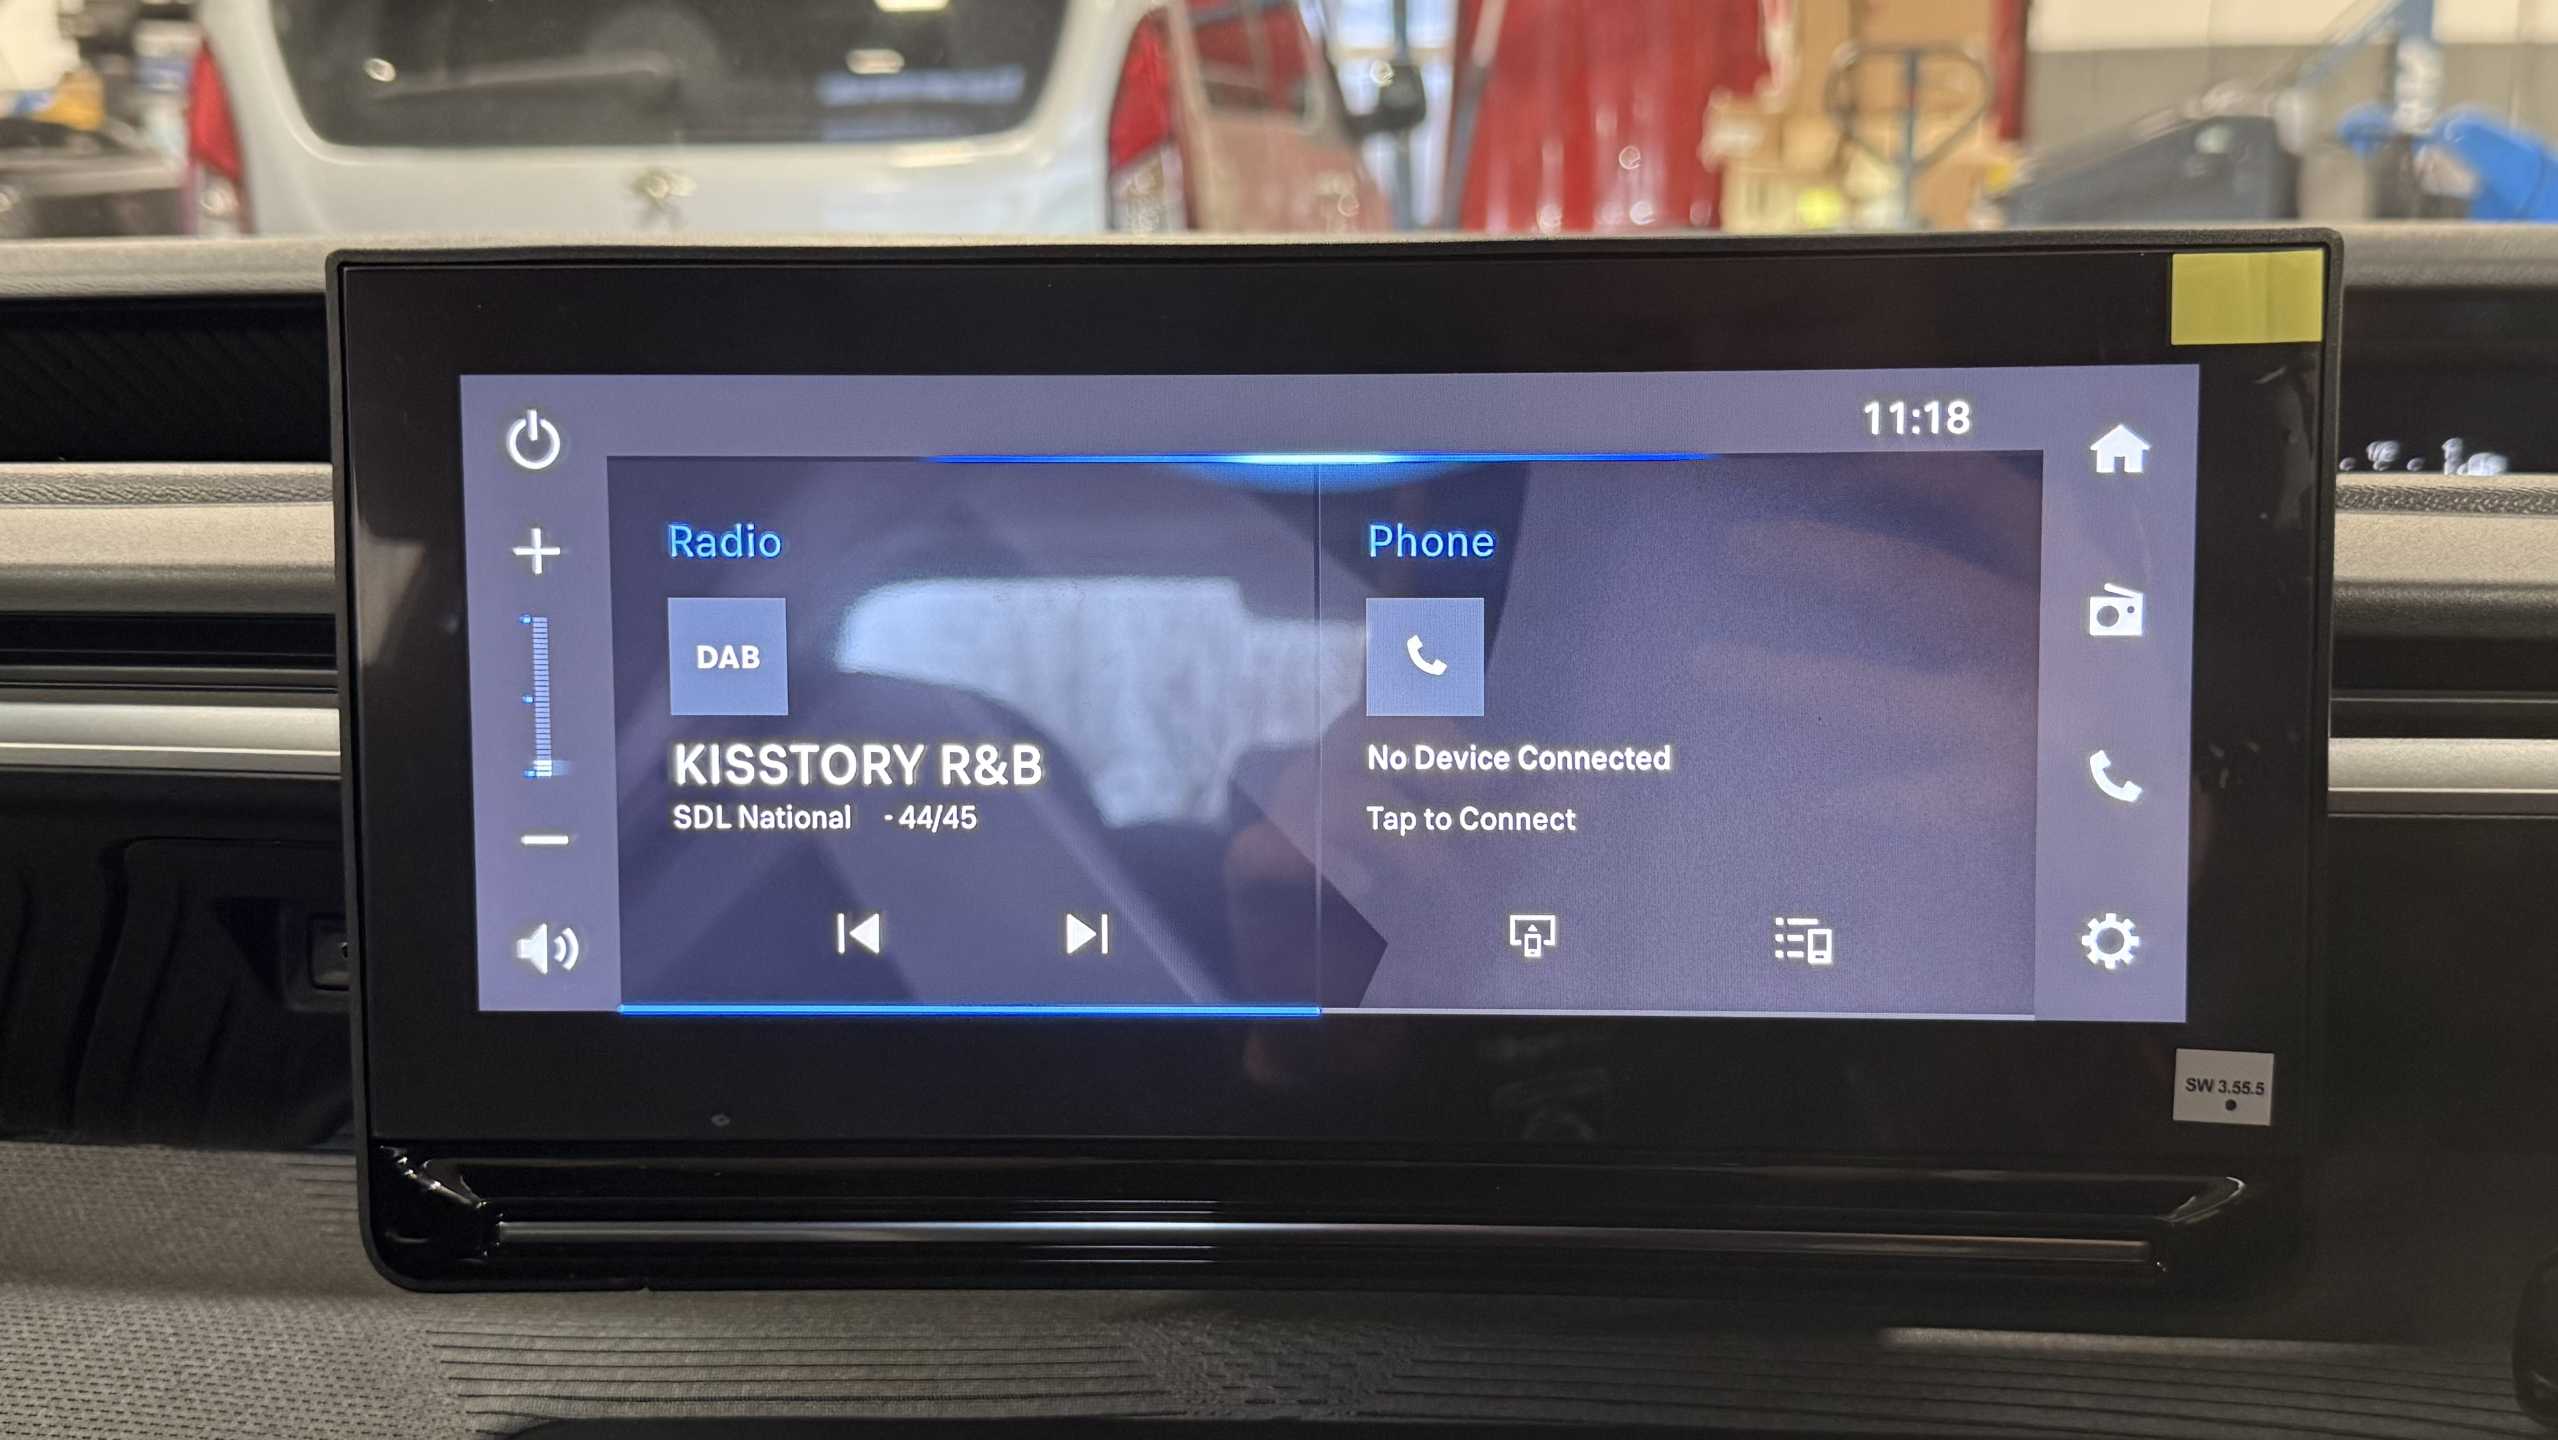 11:18
Radio
DAB
KISSTORY R&B
SDL National - 44/45
Phone
No Device Connected
Tap to Connect
SW 3.55.5